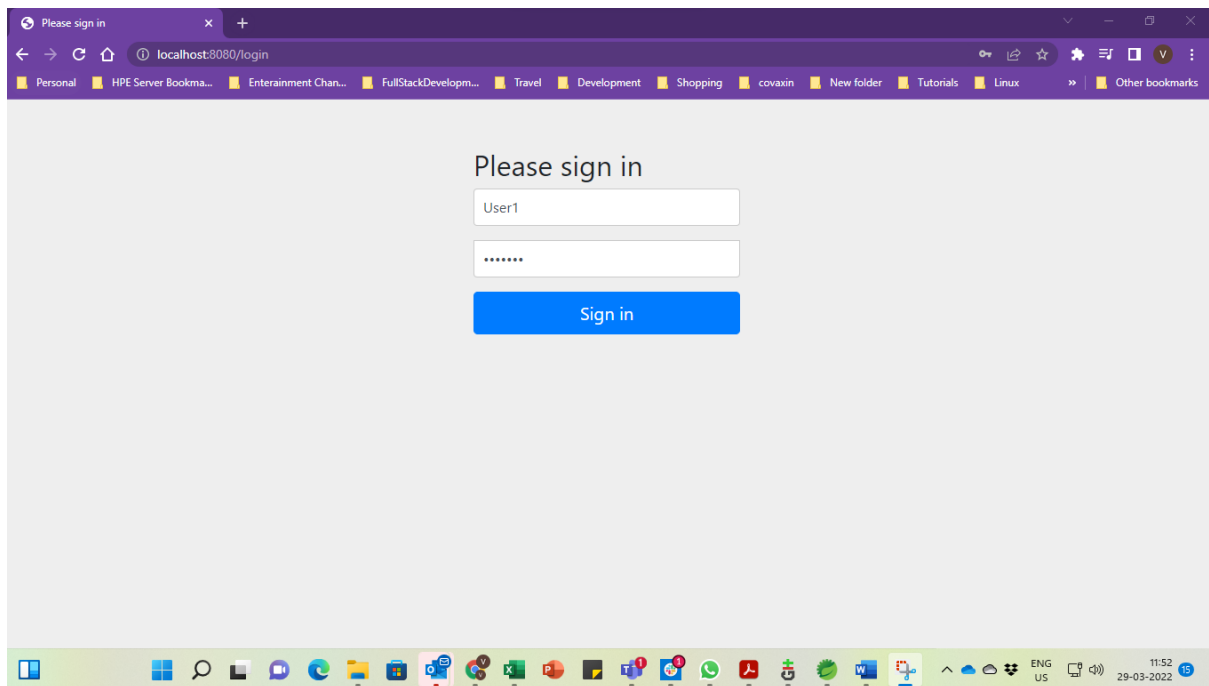 Please sign in
localhost:8080/login
V
Personal HPE Server Bookma... Enterainment Chan... FullStackDevelopm... Travel Development Shopping covaxin New folder Tutorials Linux » Other bookmarks
Please sign in
User1
•••••••
Sign in
ENG
US
11:52
29-03-2022
15